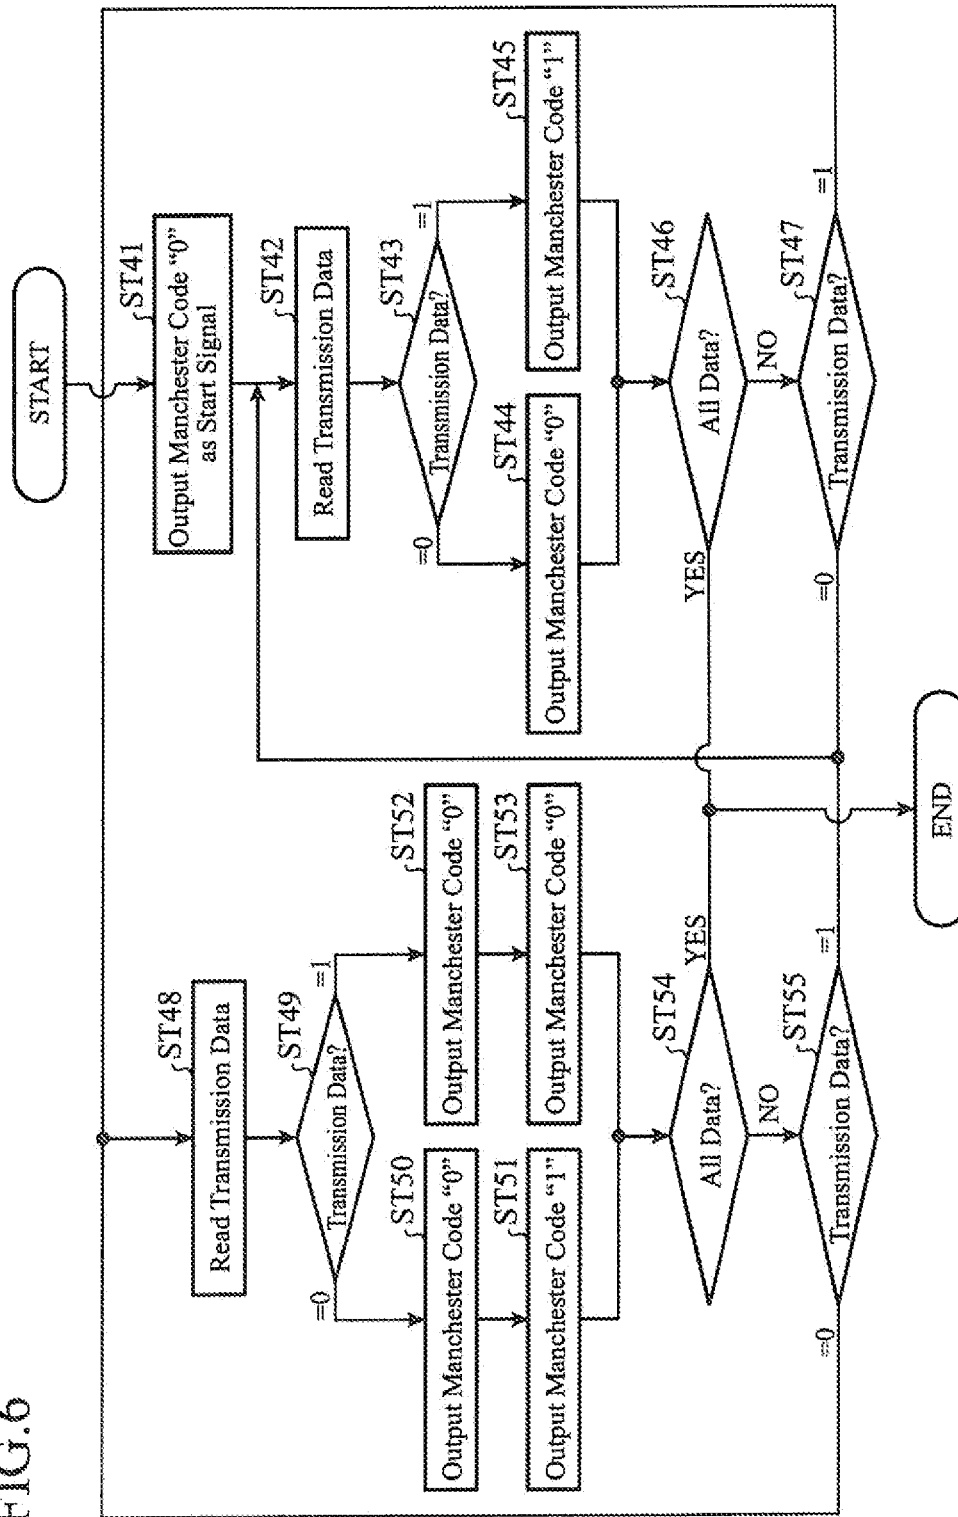 FIG.6
START
ST41
Output Manchester Code “0”
as Start Signal
ST42
Read Transmission Data
ST43
Transmission Data?
=0
=1
ST44
Output Manchester Code “0”
ST45
Output Manchester Code “1”
ST46
All Data?
YES
NO
ST47
Transmission Data?
=0
=1
ST48
Read Transmission Data
ST49
Transmission Data?
=0
=1
ST50
Output Manchester Code “0”
ST51
Output Manchester Code “1”
ST52
Output Manchester Code “0”
ST53
Output Manchester Code “0”
ST54
All Data?
YES
NO
ST55
Transmission Data?
=0
=1
END